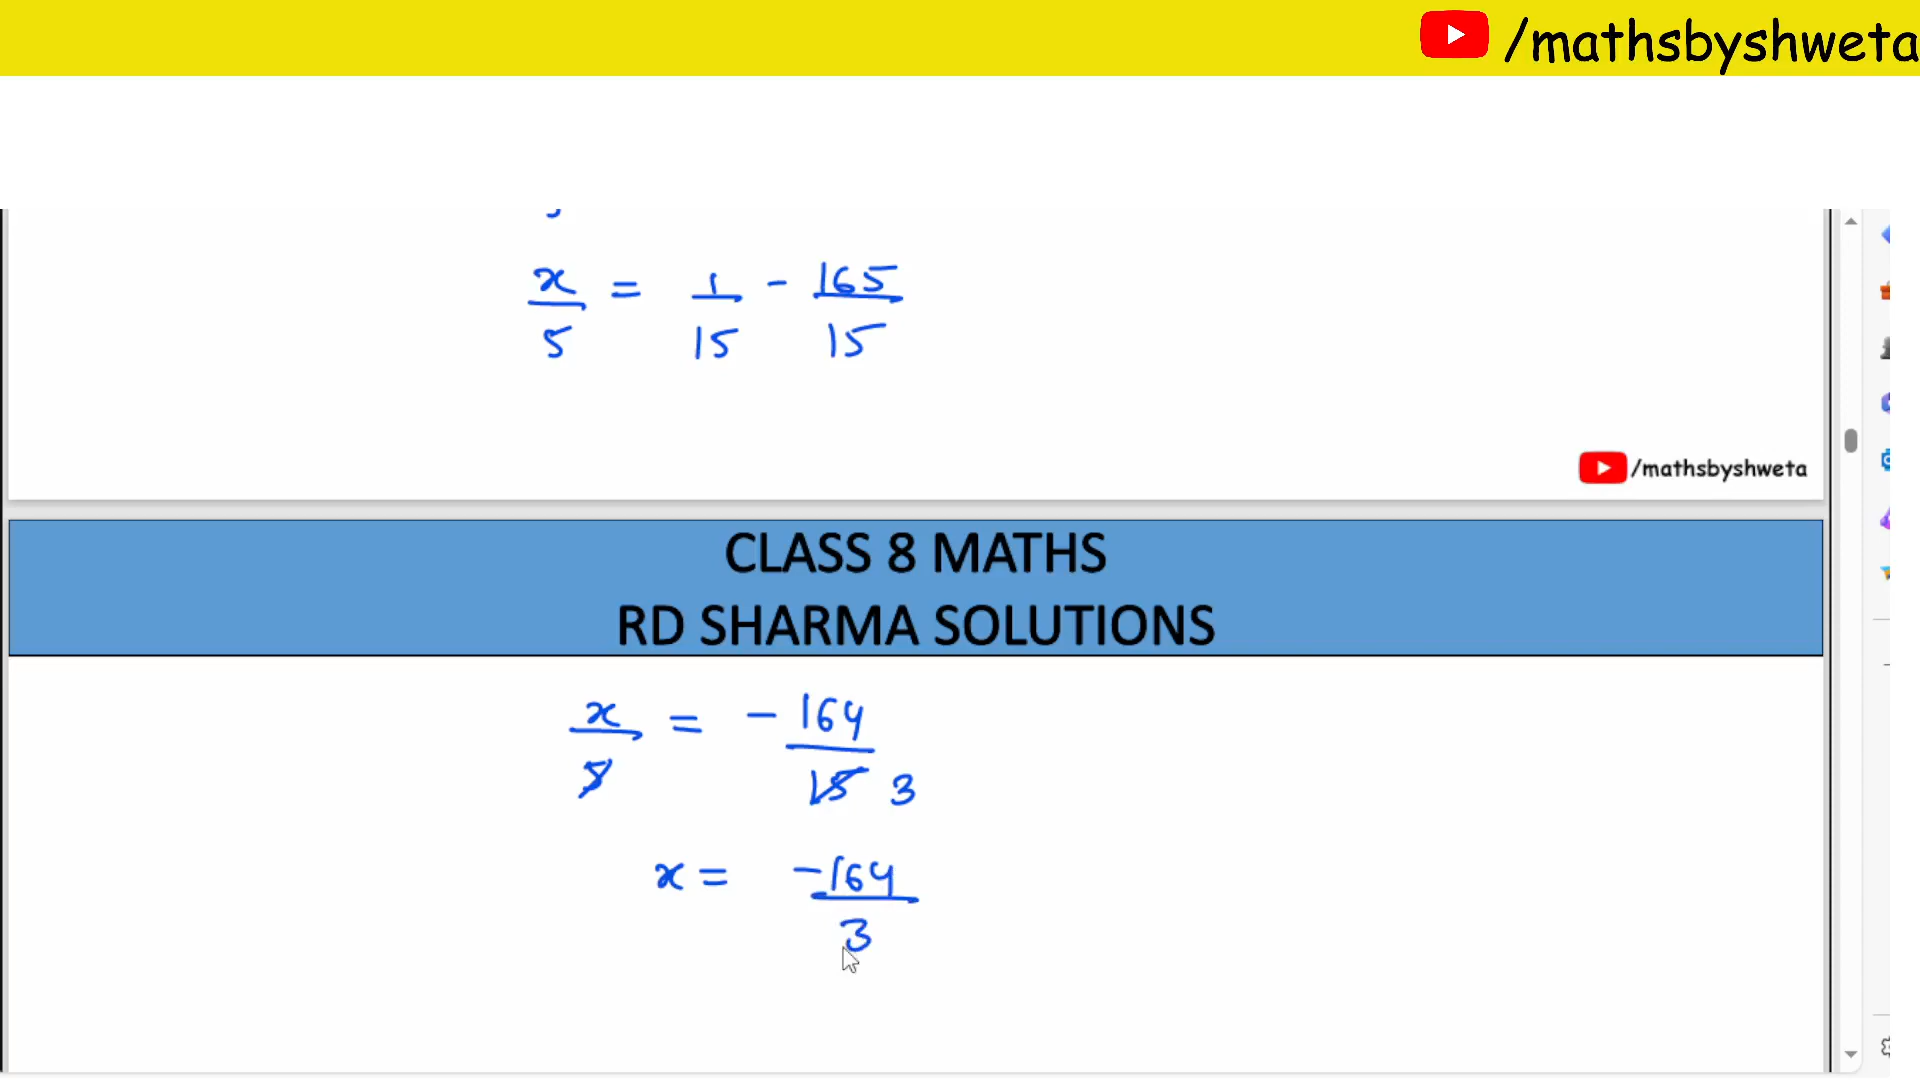 /mathsbyshweta
x/5 = 1/15 - 165/15
/mathsbyshweta
CLASS 8 MATHS
RD SHARMA SOLUTIONS
x/5 = -164/15 3
x = -164/3